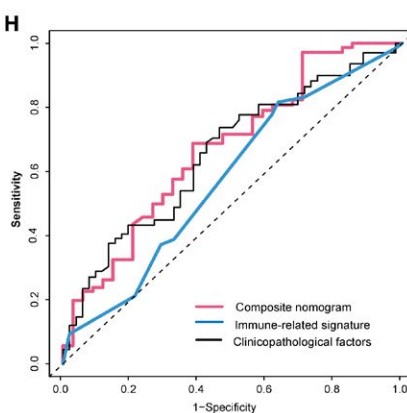 H
1.0
0.8
0.6
0.4
0.2
0.0
Sensitivity
Composite nomogram
Immune-related signature
Clinicopathological factors
0.0 0.2 0.4 0.6 0.8 1.0
1-Specificity